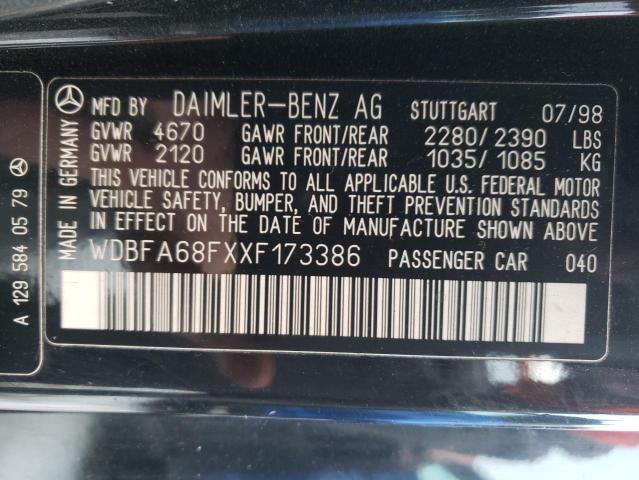 MFD BY DAIMLER-BENZ AG STUTTGART 07/98
GVWR 4670 GAWR FRONT/REAR 2280/2390 LBS
GVWR 2120 GAWR FRONT/REAR 1035/1085 KG
THIS VEHICLE CONFORMS TO ALL APPLICABLE U.S. FEDERAL MOTOR
VEHICLE SAFETY, BUMPER, AND THEFT PREVENTION STANDARDS
IN EFFECT ON THE DATE OF MANUFACTURE SHOWN ABOVE
WDBFA68FXXF173386 PASSENGER CAR 040
MADE IN GERMANY
A 129 584 05 79